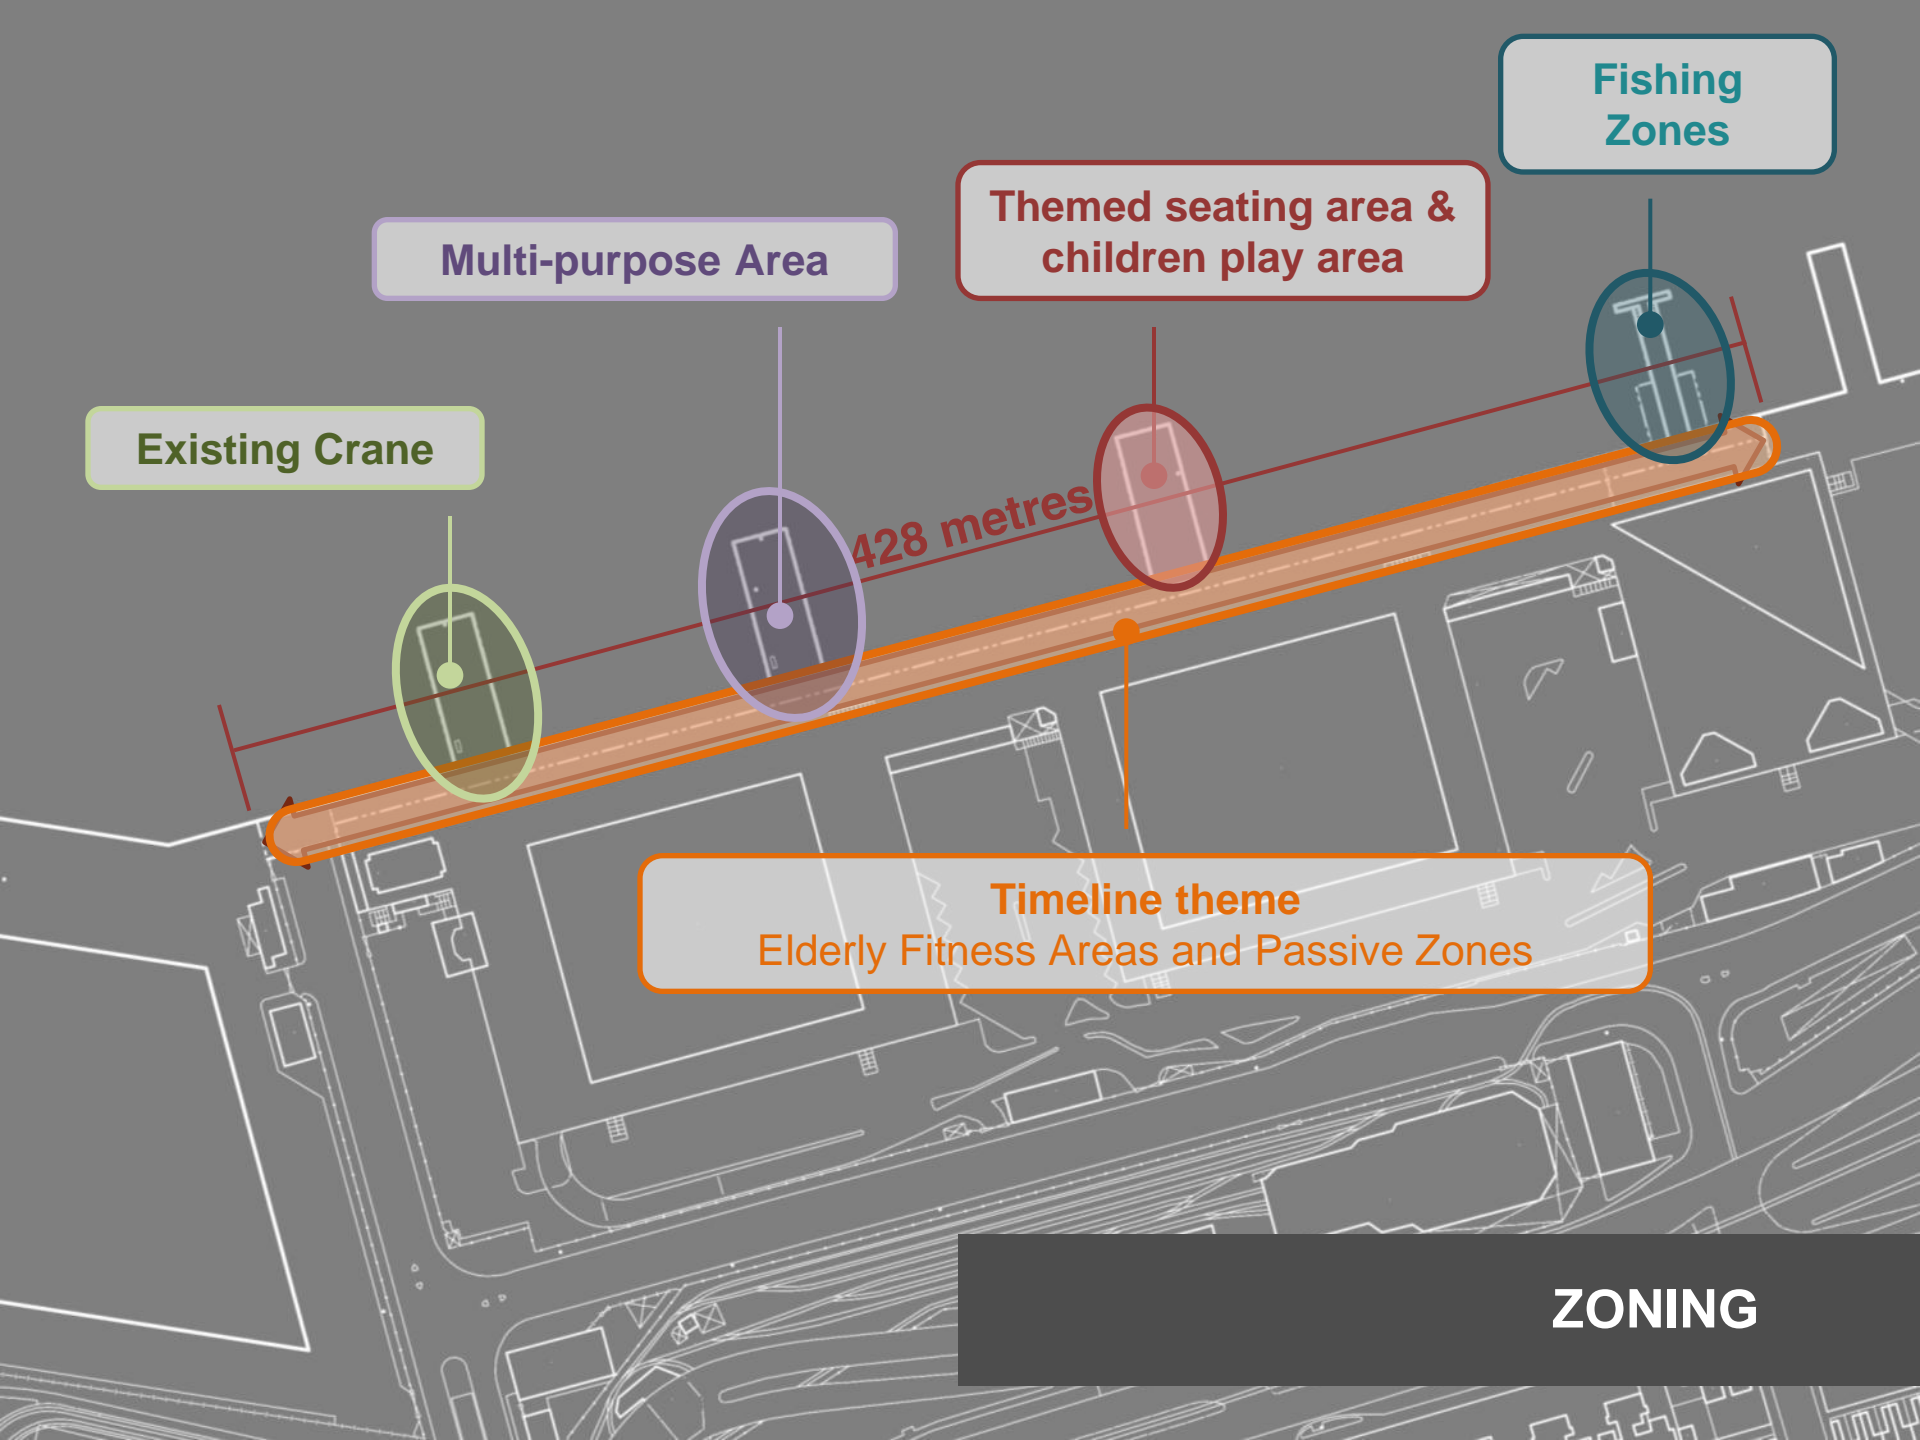 Fishing
Zones
Themed seating area &
children play area
Multi-purpose Area
Existing Crane
428 metres
Timeline theme
Elderly Fitness Areas and Passive Zones
ZONING